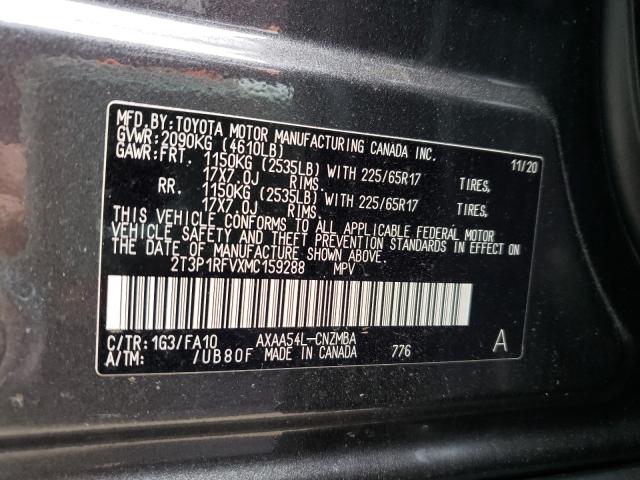 MFD.BY:TOYOTA MOTOR MANUFACTURING CANADA INC.
GVWR:2090KG (4610LB) 11/20
GAWR:FRT. 1150KG (2535LB) WITH 225/65R17 TIRES,
17X7.0J RIMS.
RR. 1150KG (2535LB) WITH 225/65R17 TIRES,
17X7.0J RIMS.
THIS VEHICLE CONFORMS TO ALL APPLICABLE FEDERAL MOTOR
VEHICLE SAFETY AND THEFT PREVENTION STANDARDS IN EFFECT ON
THE DATE OF MANUFACTURE SHOWN ABOVE.
2T3P1RFVXMC159288 MPV
C/TR:1G3/FA10 AXAA54L-CNZMBA
A/TM: /UB80F MADE IN CANADA 776 A